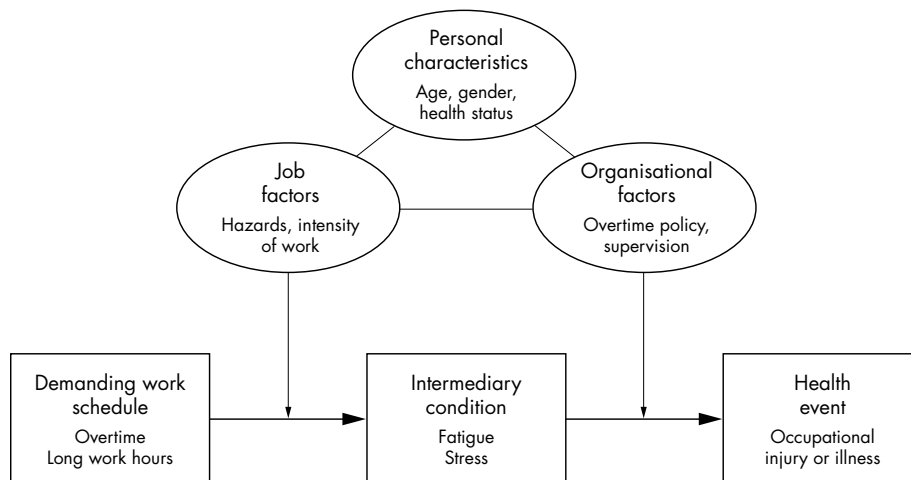 Personal
characteristics
Age, gender,
health status
Job
factors
Hazards, intensity
of work
Organisational
factors
Overtime policy,
supervision
Demanding work
schedule
Overtime
Long work hours
Intermediary
condition
Fatigue
Stress
Health
event
Occupational
injury or illness